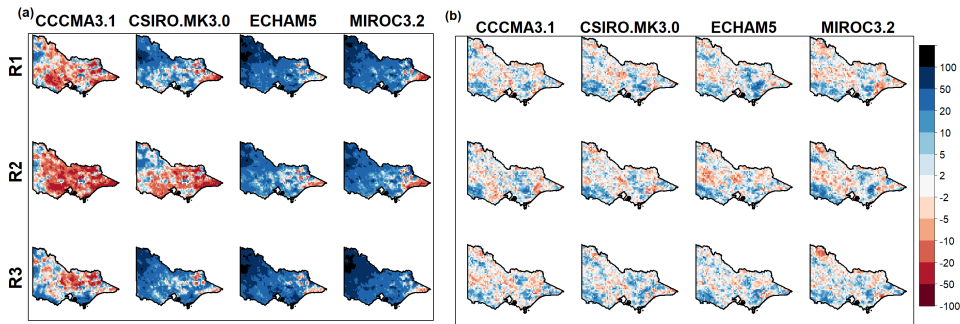 (a)
CCCMA3.1 CSIRO.MK3.0 ECHAM5 MIROC3.2
R1
R2
R3
(b)
CCCMA3.1 CSIRO.MK3.0 ECHAM5 MIROC3.2
100
50
20
10
5
2
-2
-5
-10
-20
-50
-100